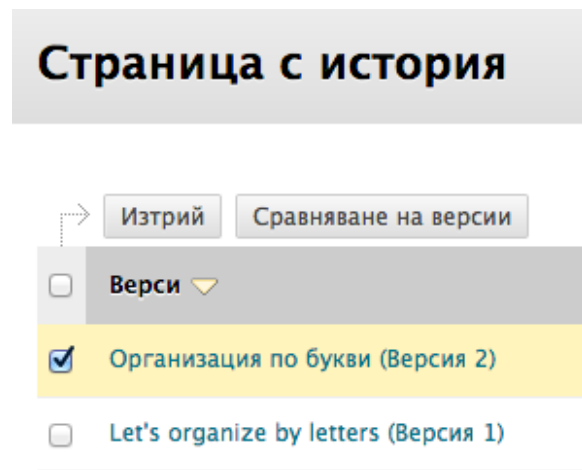 Страница с история
Изтрий Сравняване на версии
Верси
Организация по букви (Версия 2)
Let's organize by letters (Версия 1)